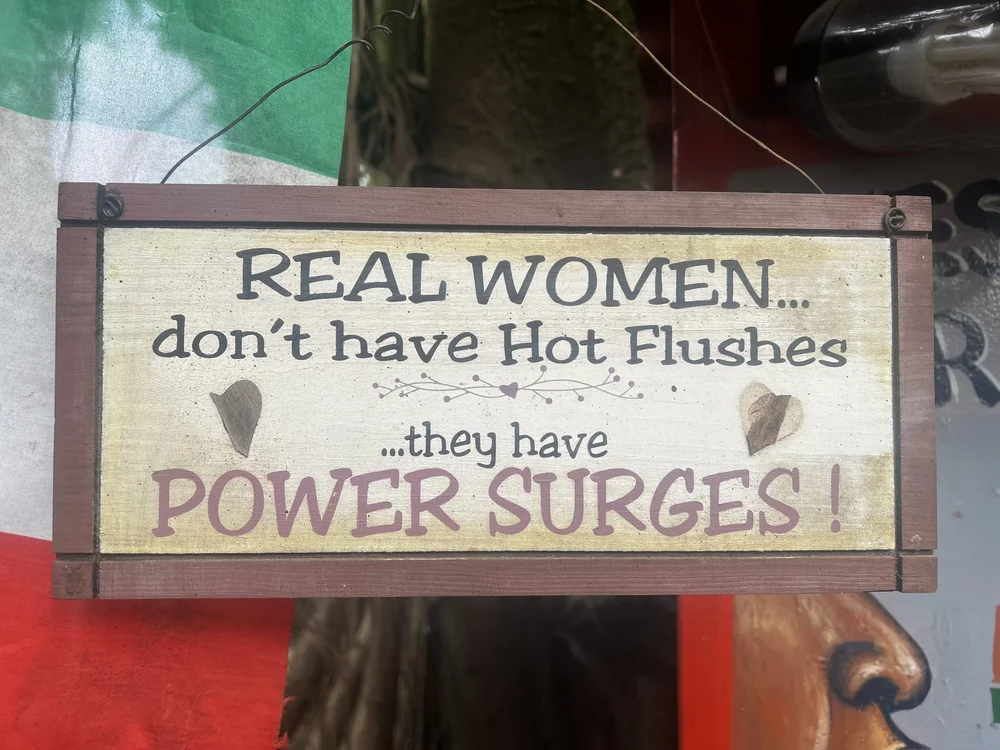 REAL WOMEN...
don't have Hot Flushes
...they have
POWER SURGES !